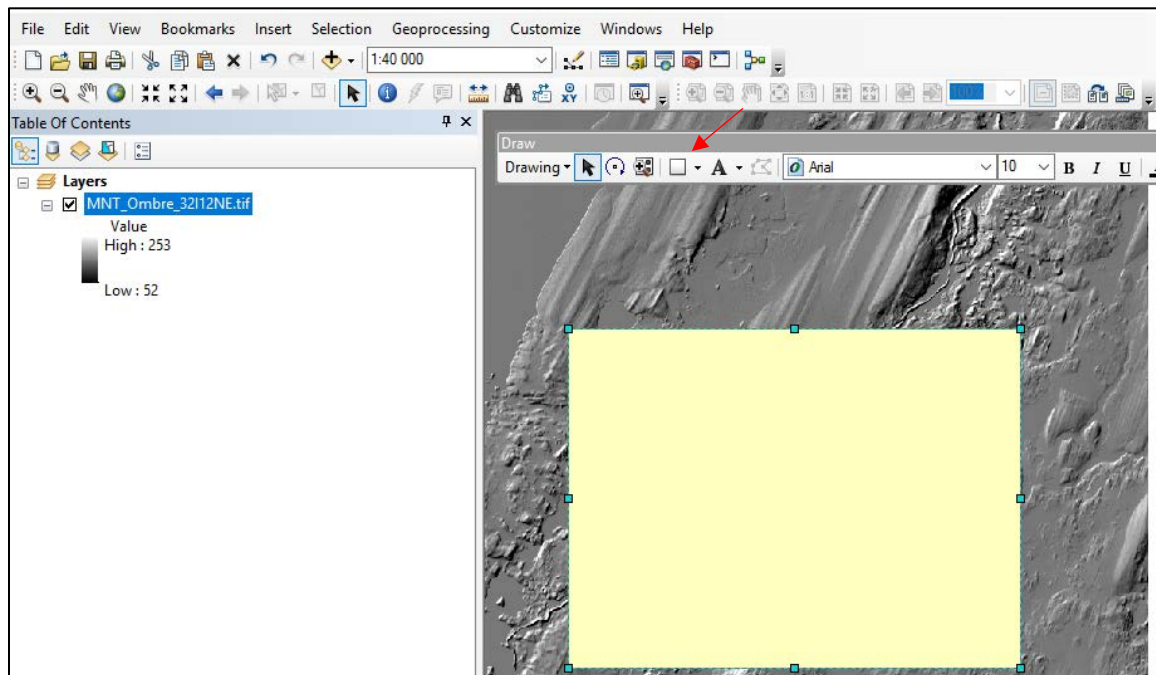 File Edit View Bookmarks Insert Selection Geoprocessing Customize Windows Help
1:40 000
100%
Table Of Contents
Draw
Drawing A Arial 10 B I U A
Layers
MNT_Ombre_32I12NE.tif
Value
High : 253
Low : 52